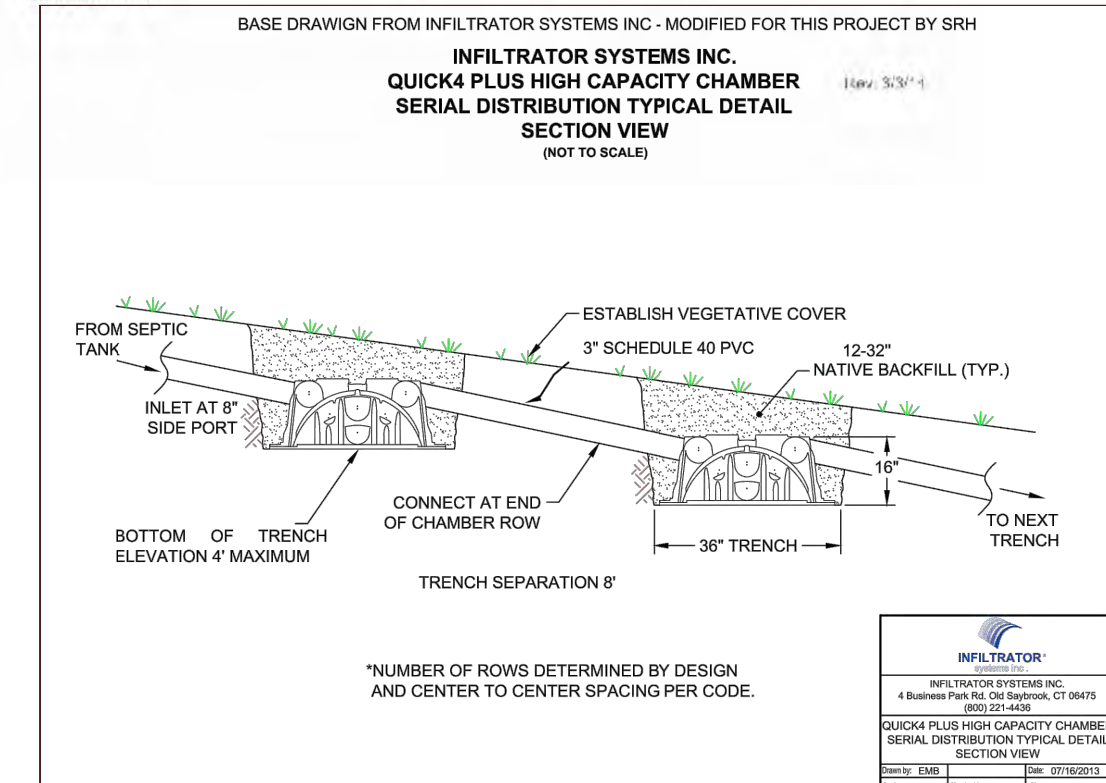 BASE DRAWIGN FROM INFILTRATOR SYSTEMS INC - MODIFIED FOR THIS PROJECT BY SRH
INFILTRATOR SYSTEMS INC.
QUICK4 PLUS HIGH CAPACITY CHAMBER
SERIAL DISTRIBUTION TYPICAL DETAIL
SECTION VIEW
(NOT TO SCALE)
Rev.
FROM SEPTIC
TANK
ESTABLISH VEGETATIVE COVER
3" SCHEDULE 40 PVC
12-32"
NATIVE BACKFILL (TYP.)
INLET AT 8"
SIDE PORT
16"
CONNECT AT END
OF CHAMBER ROW
BOTTOM OF TRENCH
ELEVATION 4' MAXIMUM
36" TRENCH
TO NEXT
TRENCH
TRENCH SEPARATION 8'
*NUMBER OF ROWS DETERMINED BY DESIGN
AND CENTER TO CENTER SPACING PER CODE.
INFILTRATOR®
systems inc.
INFILTRATOR SYSTEMS INC.
4 Business Park Rd. Old Saybrook, CT 06475
(800) 221-4436
QUICK4 PLUS HIGH CAPACITY CHAMBE
SERIAL DISTRIBUTION TYPICAL DETAIL
SECTION VIEW
Drawn by: EMB
Date: 07/16/2013